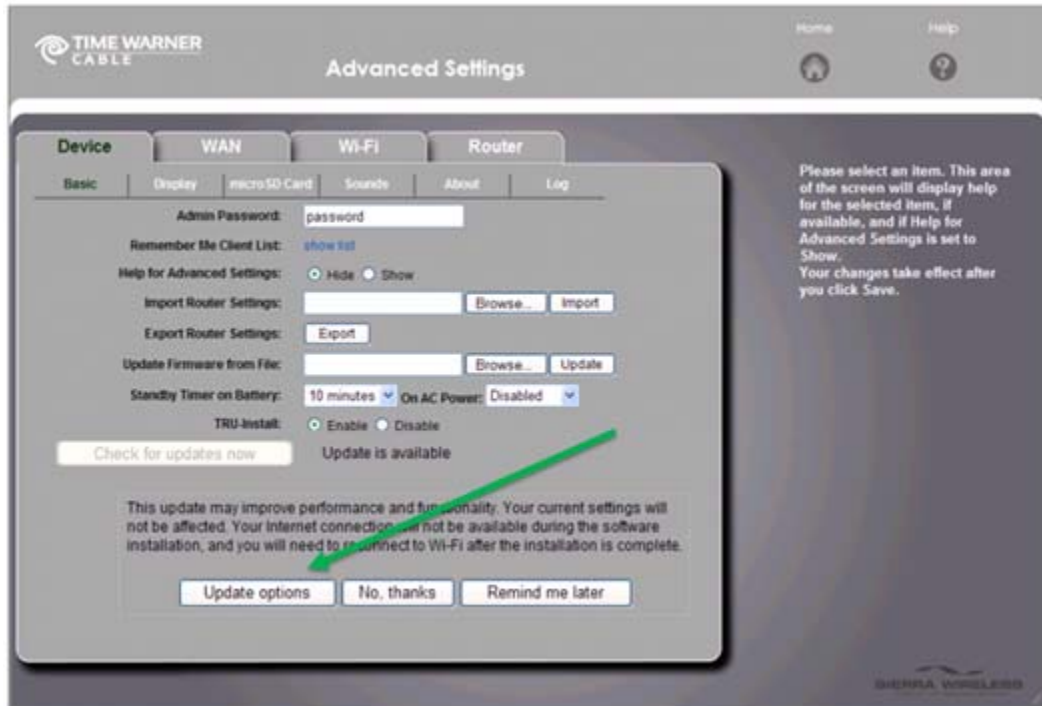 Home Help
TIME WARNER
CABLE
Advanced Settings
Device WAN Wi-Fi Router
Basic Display microSD Card Sounds About Log
Admin Password: password
Remember Me Client List: show list
Help for Advanced Settings: Hide Show
Import Router Settings: Browse... Import
Export Router Settings: Export
Update Firmware from File: Browse... Update
Standby Timer on Battery: 10 minutes On AC Power: Disabled
TRU-Install: Enable Disable
Check for updates now Update is available
This update may improve performance and functionality. Your current settings will
not be affected. Your Internet connection will not be available during the software
installation, and you will need to reconnect to Wi-Fi after the installation is complete.
Update options No, thanks Remind me later
Please select an item. This area
of the screen will display help
for the selected item, if
available, and if Help for
Advanced Settings is set to
Show.
Your changes take effect after
you click Save.
SIERRA WIRELESS